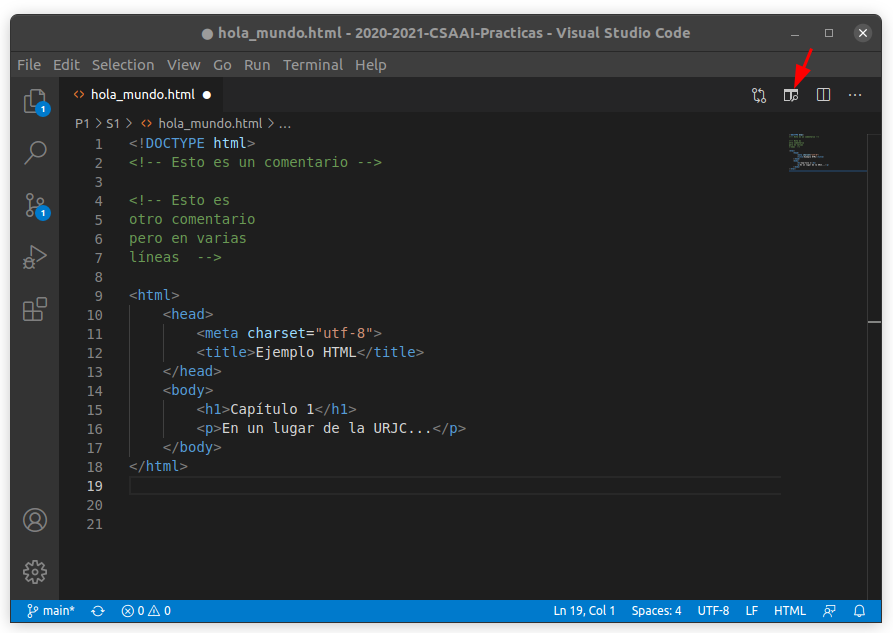 ● hola_mundo.html - 2020-2021-CSAAI-Practicas - Visual Studio Code
File Edit Selection View Go Run Terminal Help
1
1
<> hola_mundo.html ●
P1 > S1 > <> hola_mundo.html > ...
1 <!DOCTYPE html>
2 <!-- Esto es un comentario -->
3
4 <!-- Esto es
5 otro comentario
6 pero en varias
7 líneas  -->
8
9 <html>
10     <head>
11         <meta charset="utf-8">
12         <title>Ejemplo HTML</title>
13     </head>
14     <body>
15         <h1>Capítulo 1</h1>
16         <p>En un lugar de la URJC...</p>
17     </body>
18 </html>
19
20
21
main* 0 0 Ln 19, Col 1 Spaces: 4 UTF-8 LF HTML